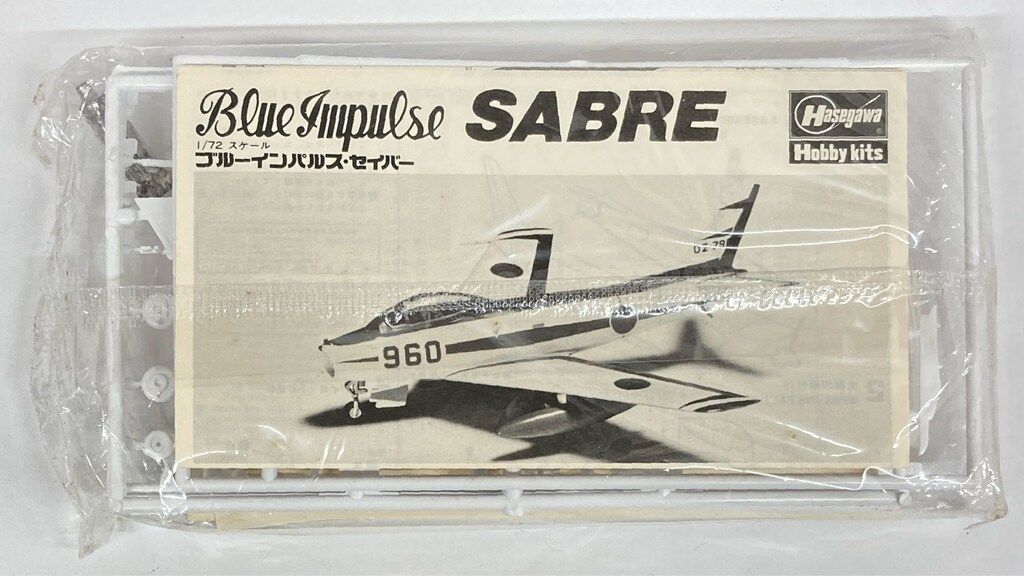 Blue Impulse SABRE
1/72 スケール
ブルーインパルス・セイバー
Hasegawa
Hobby kits
960
02-79